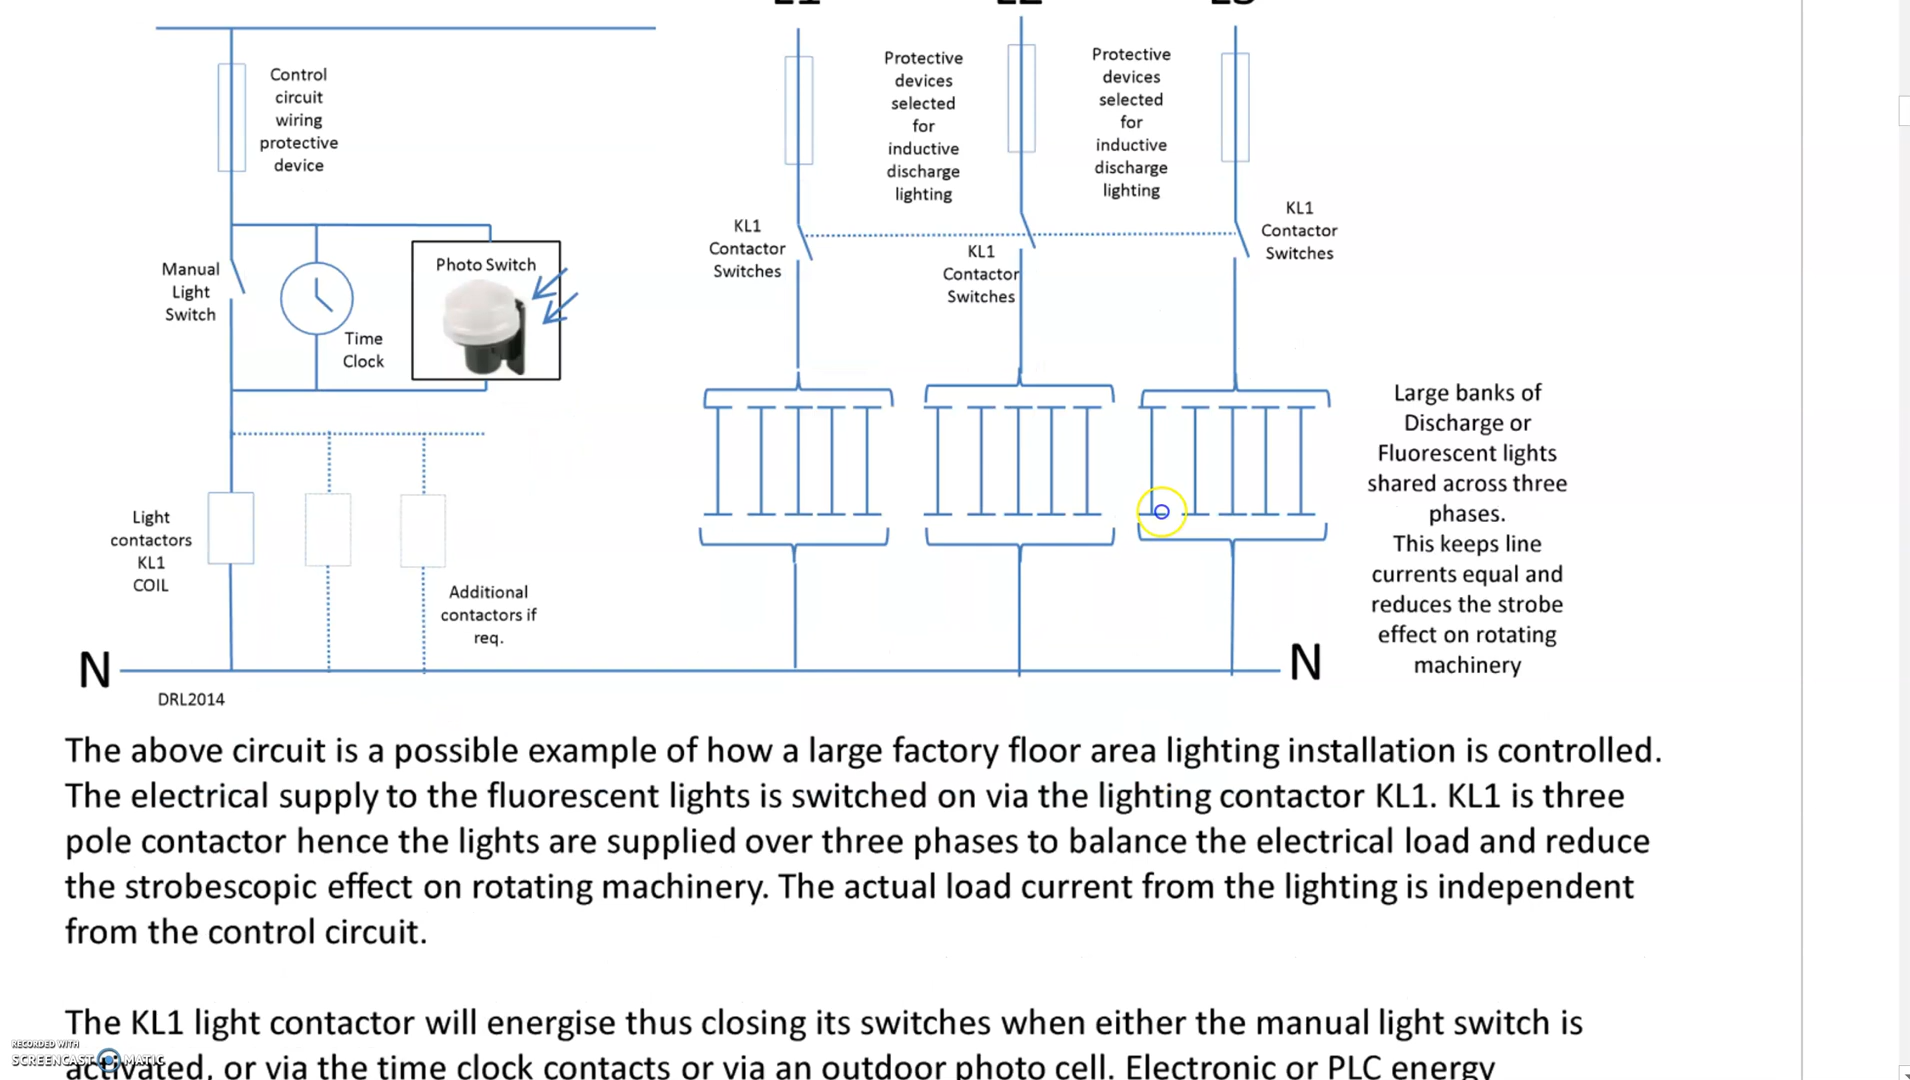 L1 L2 L3
Control
circuit
wiring
protective
device
Protective
devices
selected
for
inductive
discharge
lighting
Protective
devices
selected
for
inductive
discharge
lighting
Manual
Light
Switch
Time
Clock
Photo Switch
KL1
Contactor
Switches
KL1
Contactor
Switches
KL1
Contactor
Switches
Large banks of
Discharge or
Fluorescent lights
shared across three
phases.
This keeps line
currents equal and
reduces the strobe
effect on rotating
machinery
Light
contactors
KL1
COIL
Additional
contactors if
req.
N
N
DRL2014
The above circuit is a possible example of how a large factory floor area lighting installation is controlled.
The electrical supply to the fluorescent lights is switched on via the lighting contactor KL1. KL1 is three
pole contactor hence the lights are supplied over three phases to balance the electrical load and reduce
the strobescopic effect on rotating machinery. The actual load current from the lighting is independent
from the control circuit.
The KL1 light contactor will energise thus closing its switches when either the manual light switch is
activated, or via the time clock contacts or via an outdoor photo cell. Electronic or PLC energy
RECORDED WITH
SCREENCAST MATIC